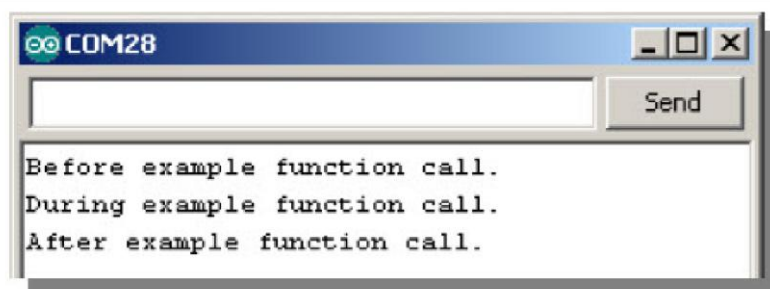 COM28
Send
Before example function call.
During example function call.
After example function call.